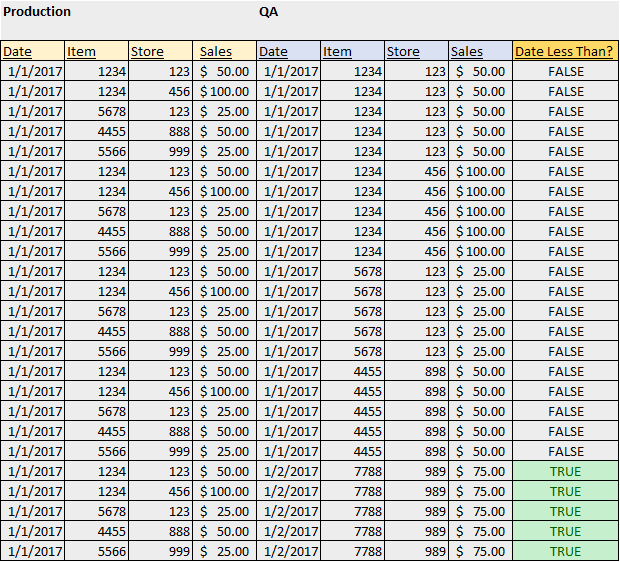 Production QA
Date Item Store Sales Date Item Store Sales Date Less Than?
1/1/2017 1234 123 $ 50.00 1/1/2017 1234 123 $ 50.00 FALSE
1/1/2017 1234 456 $100.00 1/1/2017 1234 123 $ 50.00 FALSE
1/1/2017 5678 123 $ 25.00 1/1/2017 1234 123 $ 50.00 FALSE
1/1/2017 4455 888 $ 50.00 1/1/2017 1234 123 $ 50.00 FALSE
1/1/2017 5566 999 $ 25.00 1/1/2017 1234 123 $ 50.00 FALSE
1/1/2017 1234 123 $ 50.00 1/1/2017 1234 456 $100.00 FALSE
1/1/2017 1234 456 $100.00 1/1/2017 1234 456 $100.00 FALSE
1/1/2017 5678 123 $ 25.00 1/1/2017 1234 456 $100.00 FALSE
1/1/2017 4455 888 $ 50.00 1/1/2017 1234 456 $100.00 FALSE
1/1/2017 5566 999 $ 25.00 1/1/2017 1234 456 $100.00 FALSE
1/1/2017 1234 123 $ 50.00 1/1/2017 5678 123 $ 25.00 FALSE
1/1/2017 1234 456 $100.00 1/1/2017 5678 123 $ 25.00 FALSE
1/1/2017 5678 123 $ 25.00 1/1/2017 5678 123 $ 25.00 FALSE
1/1/2017 4455 888 $ 50.00 1/1/2017 5678 123 $ 25.00 FALSE
1/1/2017 5566 999 $ 25.00 1/1/2017 5678 123 $ 25.00 FALSE
1/1/2017 1234 123 $ 50.00 1/1/2017 4455 898 $ 50.00 FALSE
1/1/2017 1234 456 $100.00 1/1/2017 4455 898 $ 50.00 FALSE
1/1/2017 5678 123 $ 25.00 1/1/2017 4455 898 $ 50.00 FALSE
1/1/2017 4455 888 $ 50.00 1/1/2017 4455 898 $ 50.00 FALSE
1/1/2017 5566 999 $ 25.00 1/1/2017 4455 898 $ 50.00 FALSE
1/1/2017 1234 123 $ 50.00 1/2/2017 7788 989 $ 75.00 TRUE
1/1/2017 1234 456 $100.00 1/2/2017 7788 989 $ 75.00 TRUE
1/1/2017 5678 123 $ 25.00 1/2/2017 7788 989 $ 75.00 TRUE
1/1/2017 4455 888 $ 50.00 1/2/2017 7788 989 $ 75.00 TRUE
1/1/2017 5566 999 $ 25.00 1/2/2017 7788 989 $ 75.00 TRUE